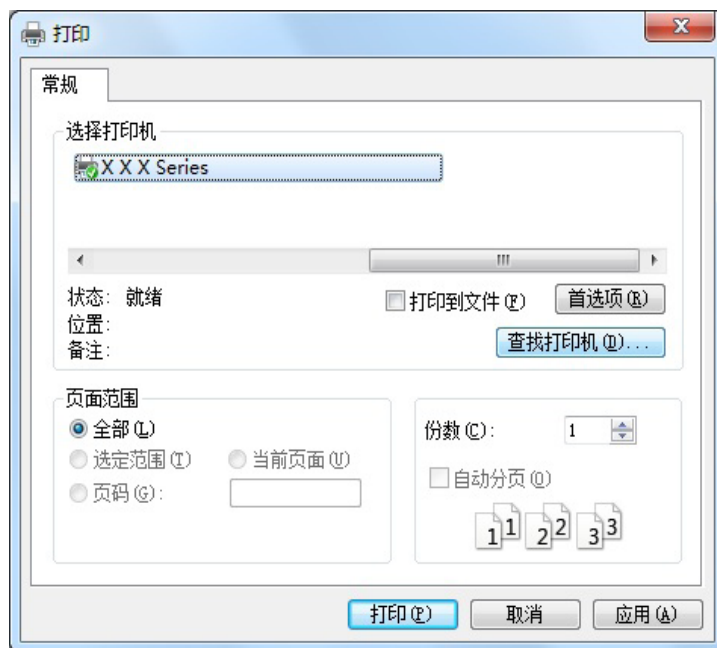 打印
常规
选择打印机
X X X Series
状态: 就绪
打印到文件(F)
首选项(R)
位置:
查找打印机(D)...
备注:
页面范围
全部(L)
选定范围(T)
当前页面(U)
页码(G):
份数(C):
1
自动分页(O)
1 1 2 2 3 3
打印(P)
取消
应用(A)